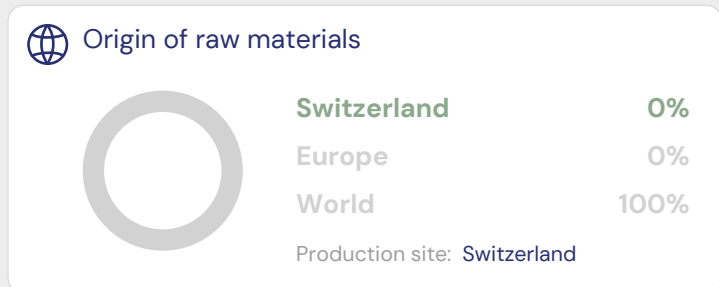 Origin of raw materials
Switzerland 0%
Europe 0%
World 100%
Production site: Switzerland